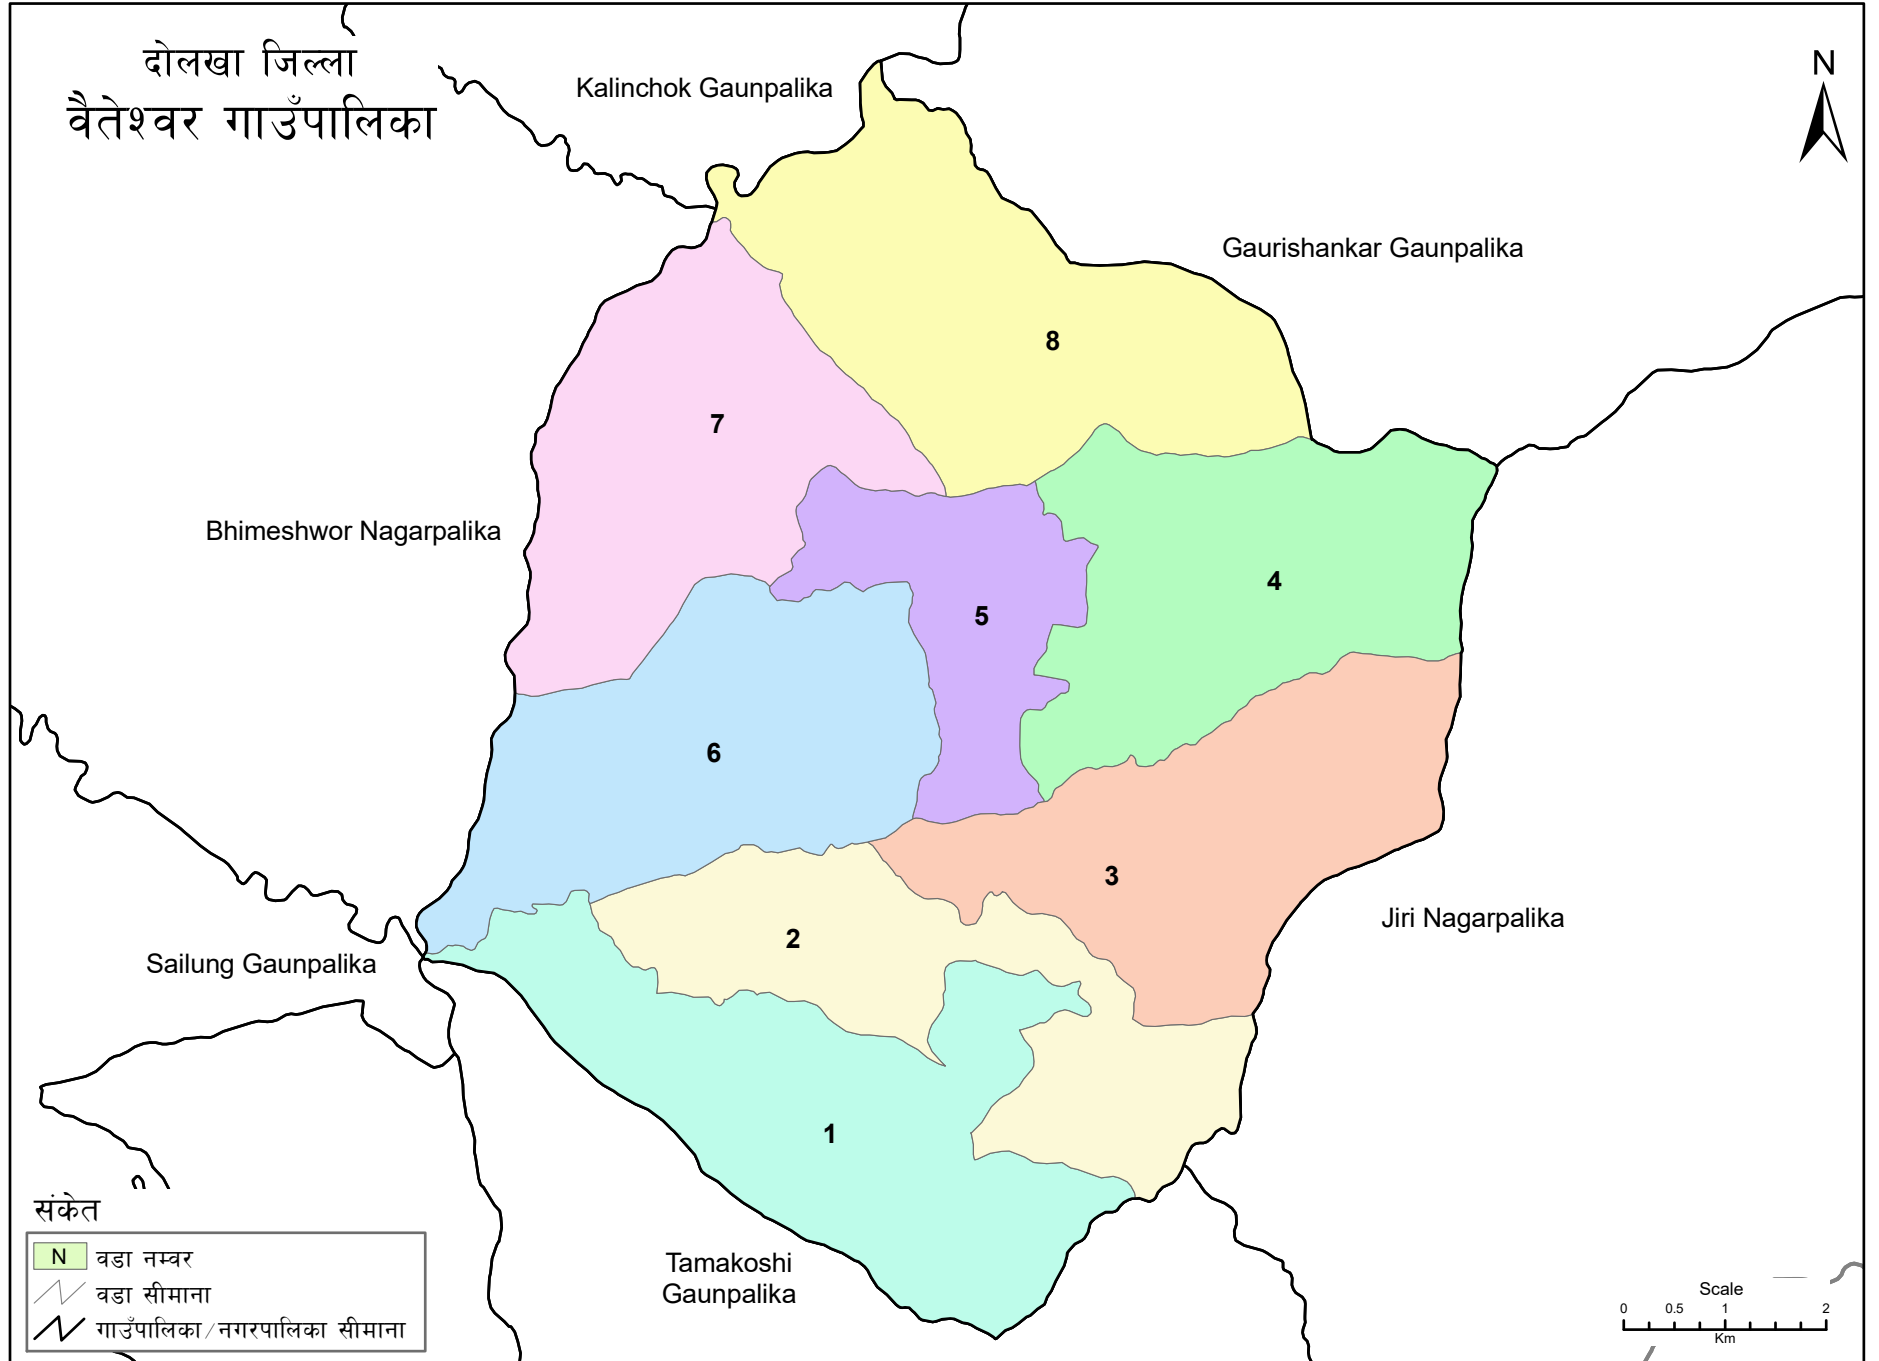 दोलखा जिल्ला
वैतेश्वर गाउँपालिका
Kalinchok Gaunpalika
N
Gaurishankar Gaunpalika
8
7
Bhimeshwor Nagarpalika
4
5
6
3
Jiri Nagarpalika
2
Sailung Gaunpalika
1
संकेत
N वडा नम्वर
वडा सीमाना
गाउँपालिका/नगरपालिका सीमाना
Tamakoshi
Gaunpalika
Scale
0 0.5 1 2
Km